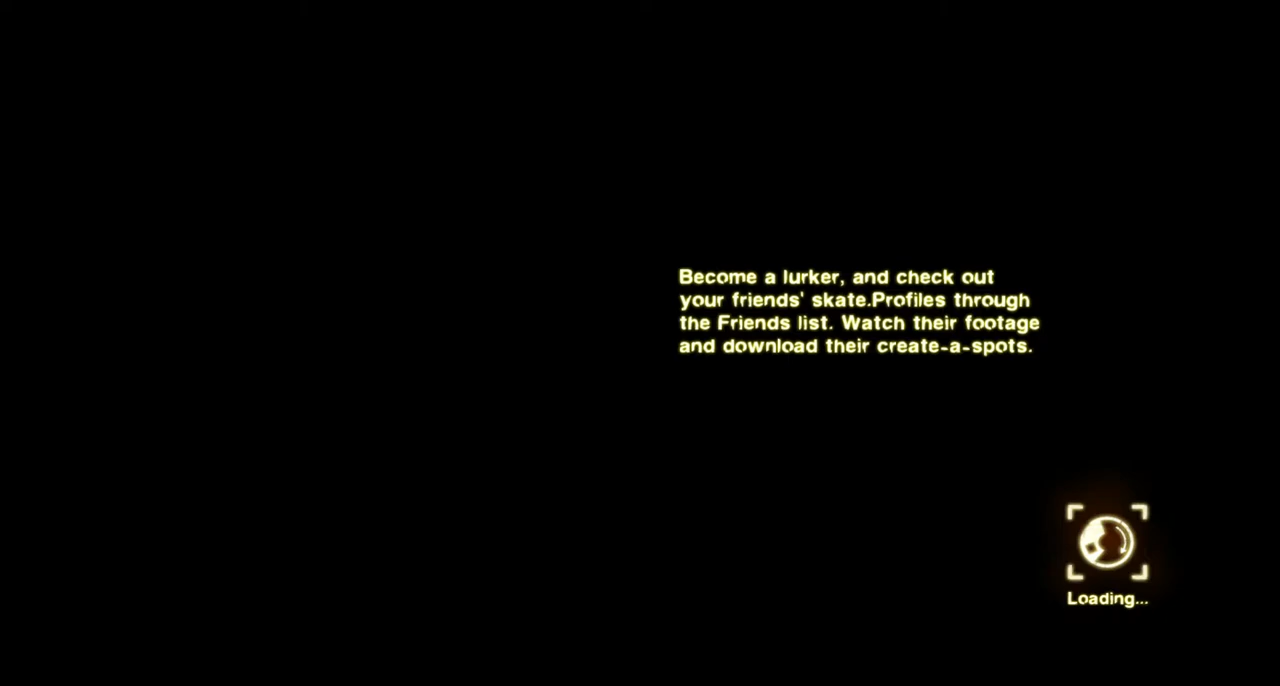 Become a lurker, and check out
your friends' skate.Profiles through
the Friends list. Watch their footage
and download their create-a-spots.
Loading...